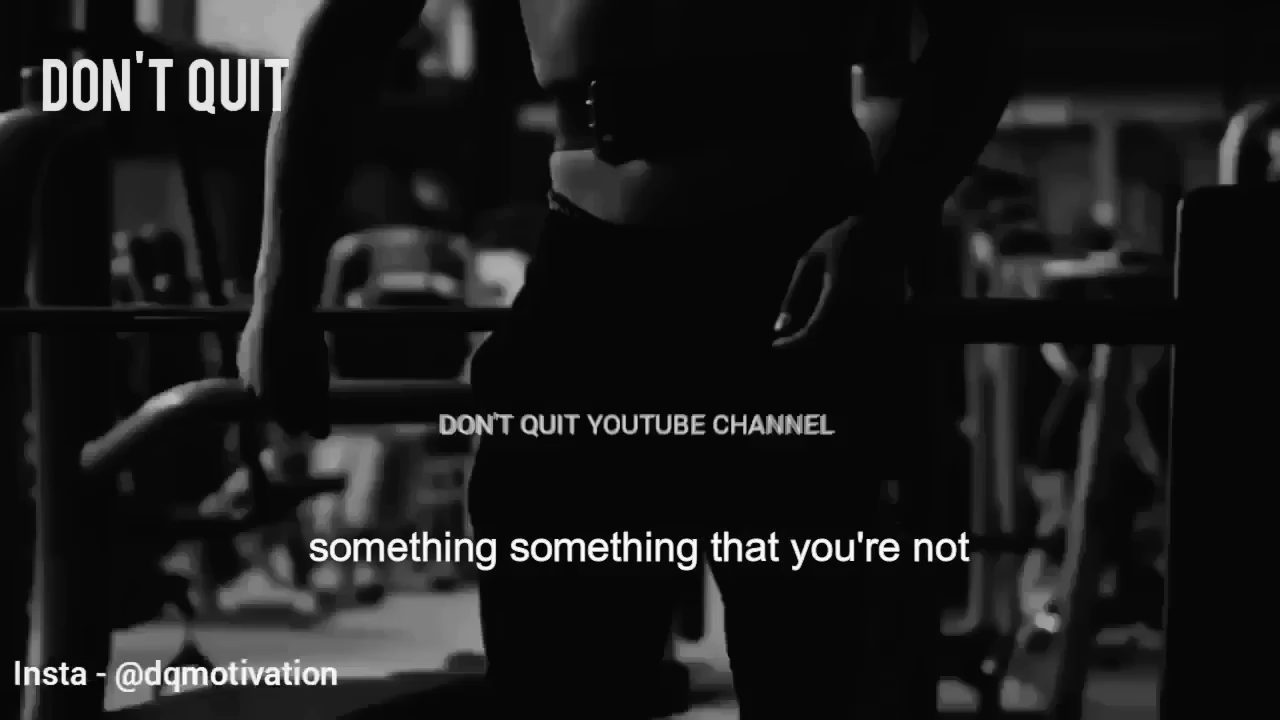 DON'T QUIT
DON'T QUIT YOUTUBE CHANNEL
something something that you're not
Insta - @dqmotivation